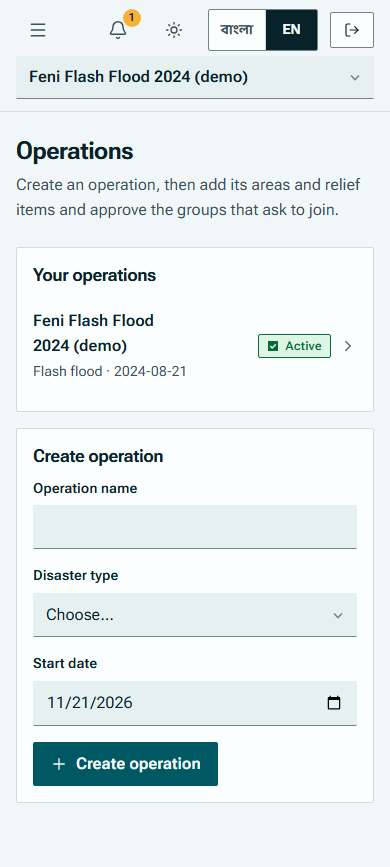 1
বাংলা EN
Feni Flash Flood 2024 (demo)
Operations
Create an operation, then add its areas and relief
items and approve the groups that ask to join.
Your operations
Feni Flash Flood
2024 (demo)
Active
Flash flood · 2024-08-21
Create operation
Operation name
Disaster type
Choose...
Start date
11/21/2026
Create operation